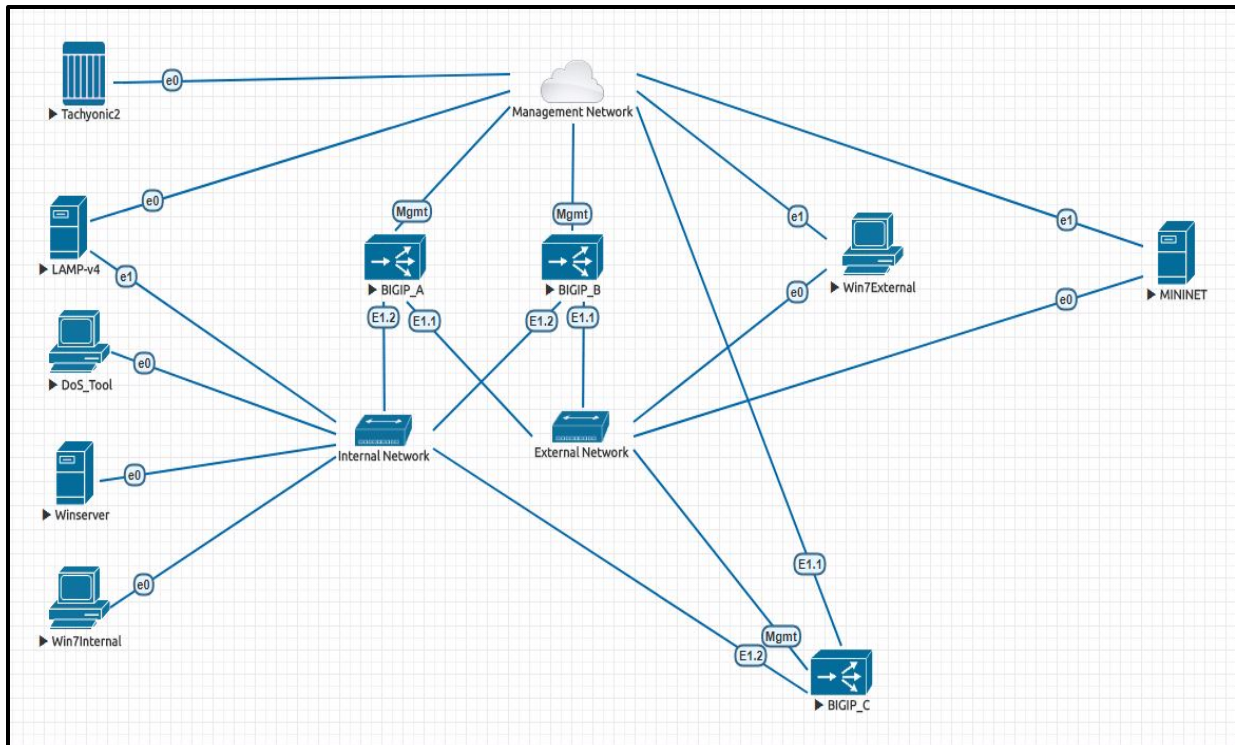 e0
Tachyonic2
Management Network
e0
Mgmt
Mgmt
e1
e1
LAMP-v4
BIGIP_A
BIGIP_B
Win7External
MININET
e1
E1.2
E1.1
E1.2
E1.1
e0
e0
e0
DoS_Tool
Internal Network
External Network
e0
Winserver
e0
Win7Internal
E1.1
Mgmt
E1.2
BIGIP_C